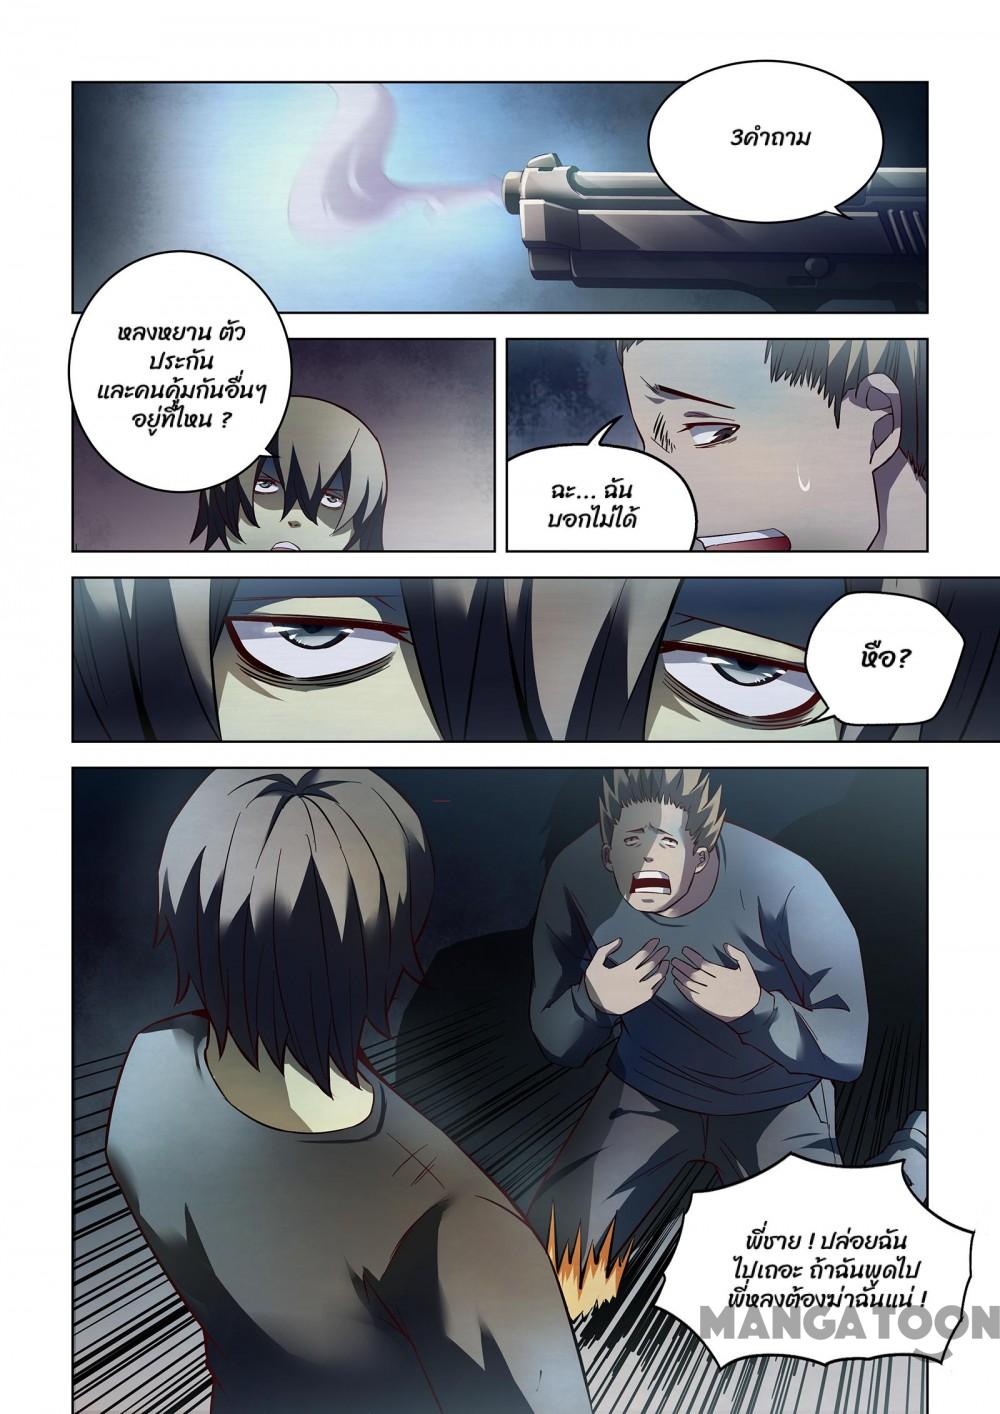 3คำถาม
หลงหยาน ตัว
ประกัน
และคนคุ้มกันอื่นๆ
อยู่ที่ไหน ?
ฉะ... ฉัน
บอกไม่ได้
หือ?
พี่ชาย ! ปล่อยฉัน
ไปเถอะ ถ้าฉันพูดไป
พี่หลงต้องฆ่าฉันแน่ !
MANGATOON